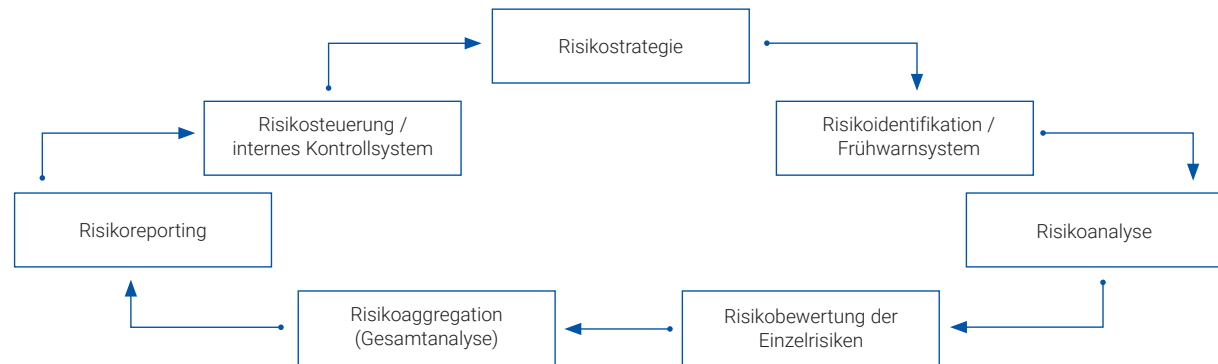 Risikostrategie
Risikosteuerung /
internes Kontrollsystem
Risikoidentifikation /
Frühwarnsystem
Risikoreporting
Risikoanalyse
Risikoaggregation
(Gesamtanalyse)
Risikobewertung der
Einzelrisiken